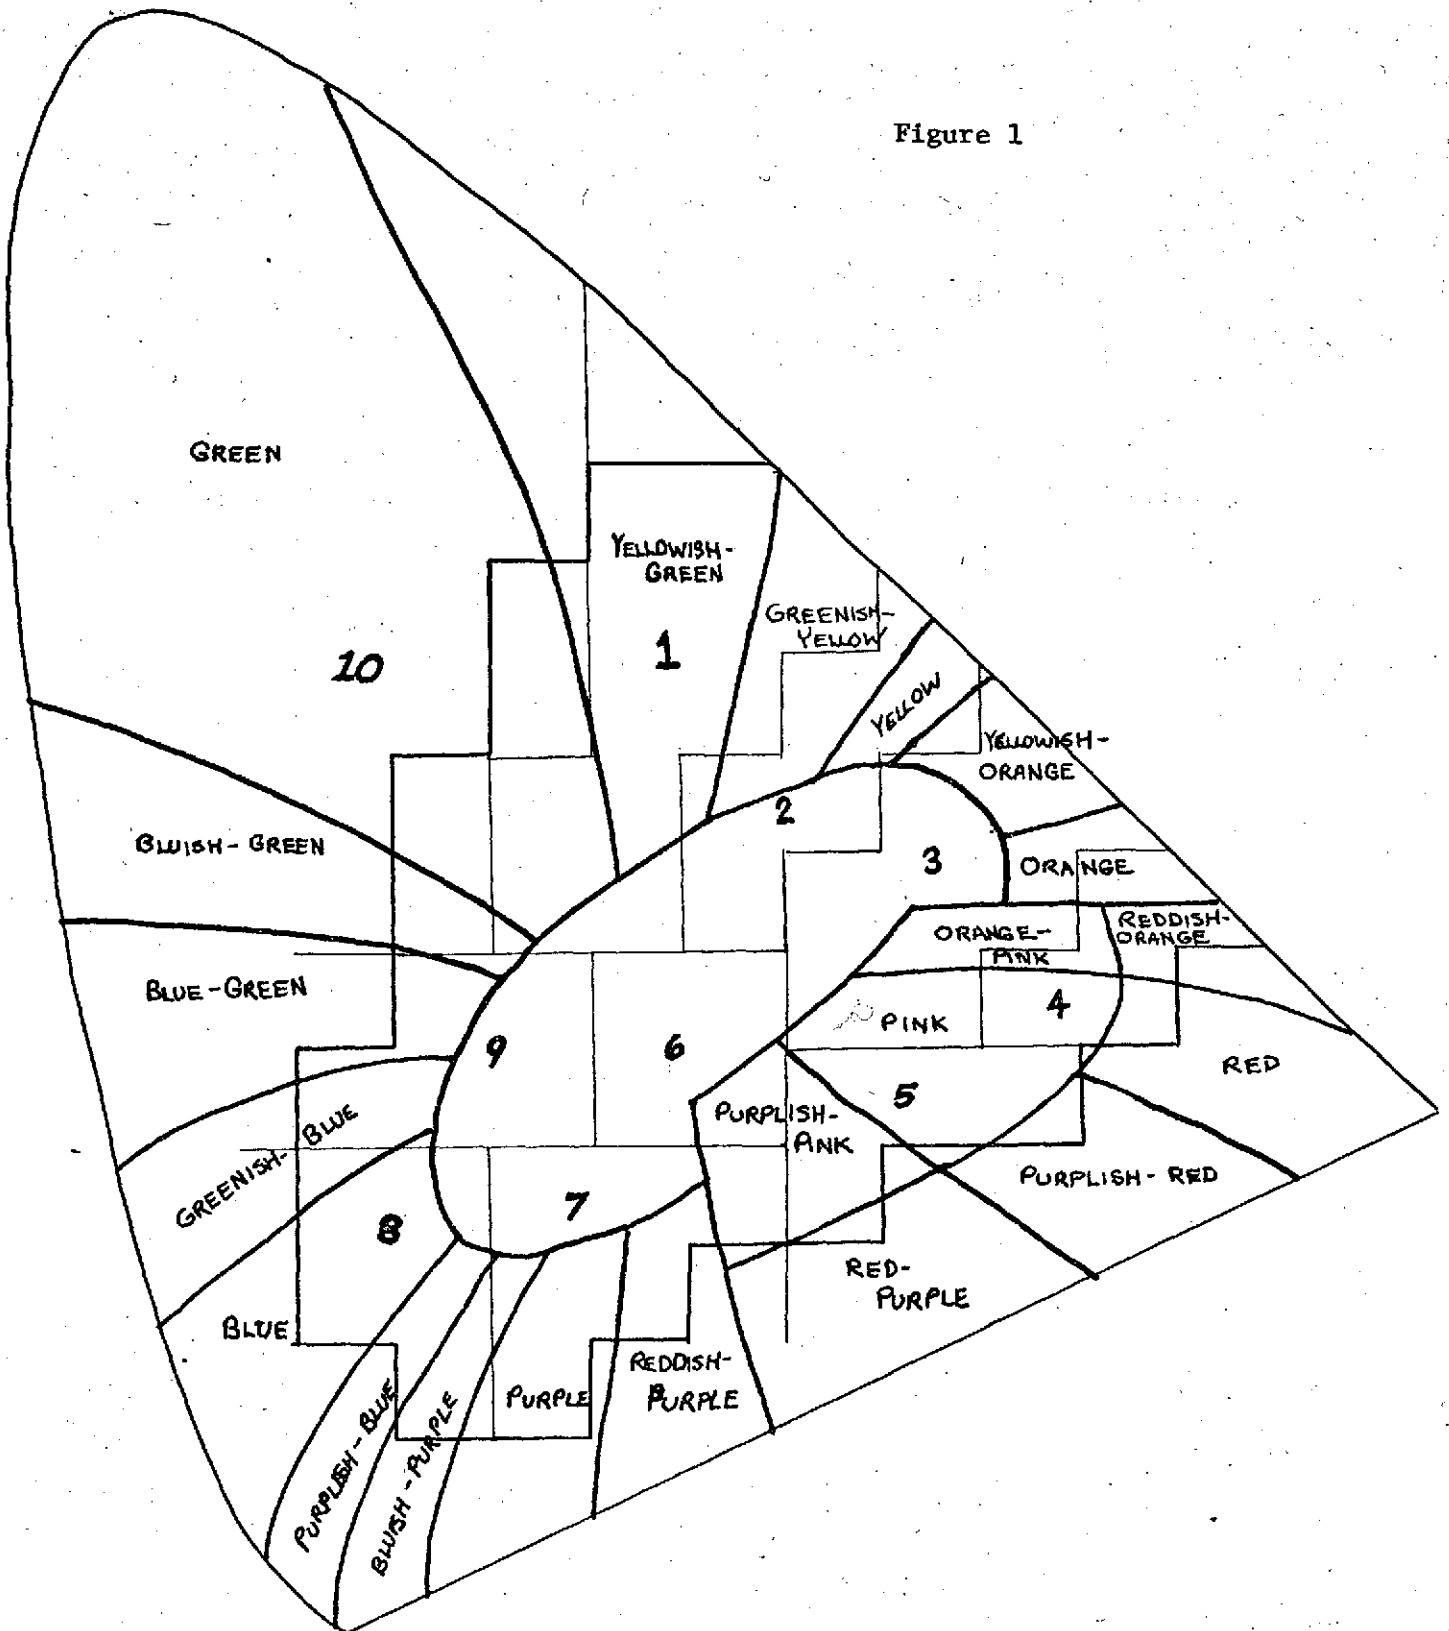 Figure 1
GREEN
YELLOWISH-
GREEN
GREENISH-
YELLOW
10
1
YELLOW
YELLOWISH-
ORANGE
2
BLUISH-GREEN
3
ORANGE
REDDISH-
ORANGE
ORANGE-
PINK
BLUE-GREEN
4
PINK
9
6
RED
5
PURPLISH-
PINK
GREENISH-BLUE
PURPLISH-RED
7
8
RED-
PURPLE
BLUE
REDDISH-
PURPLE
PURPLE
PURPLISH-BLUE
BLUISH-PURPLE